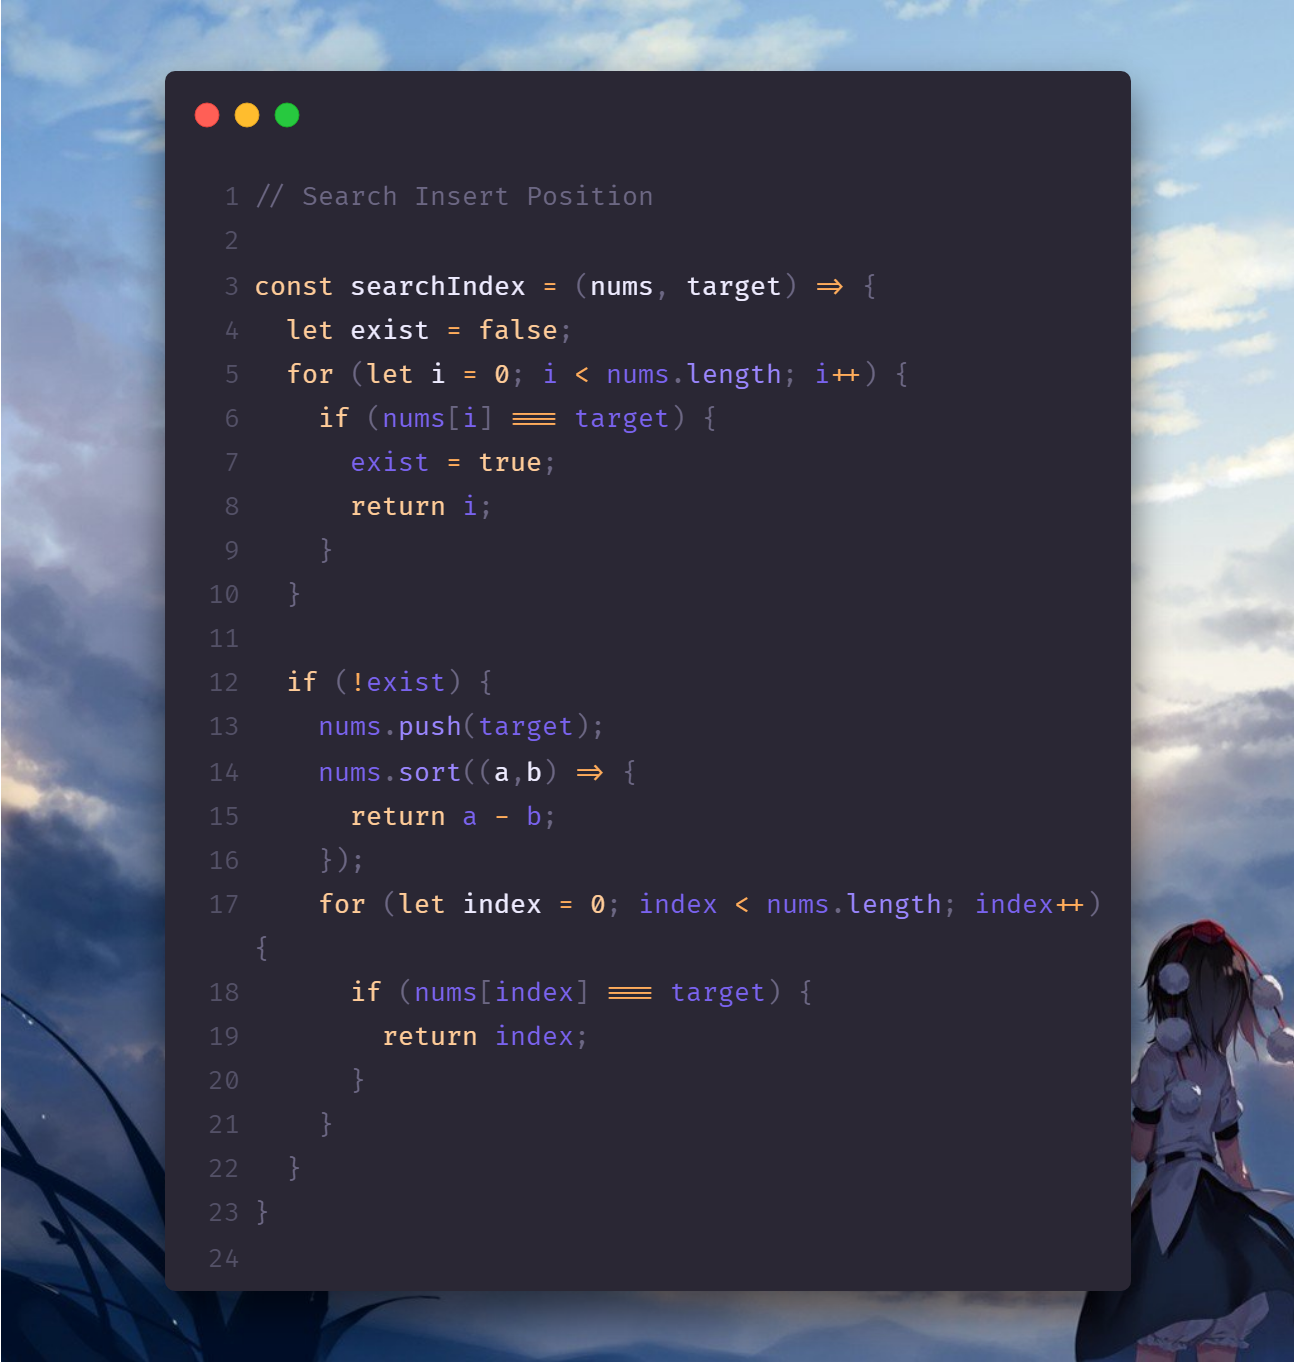 1 // Search Insert Position
2
3 const searchIndex = (nums, target) => {
4   let exist = false;
5   for (let i = 0; i < nums.length; i++) {
6     if (nums[i] === target) {
7       exist = true;
8       return i;
9     }
10   }
11
12   if (!exist) {
13     nums.push(target);
14     nums.sort((a,b) => {
15       return a - b;
16     });
17     for (let index = 0; index < nums.length; index++)
{
18       if (nums[index] === target) {
19         return index;
20       }
21     }
22   }
23 }
24